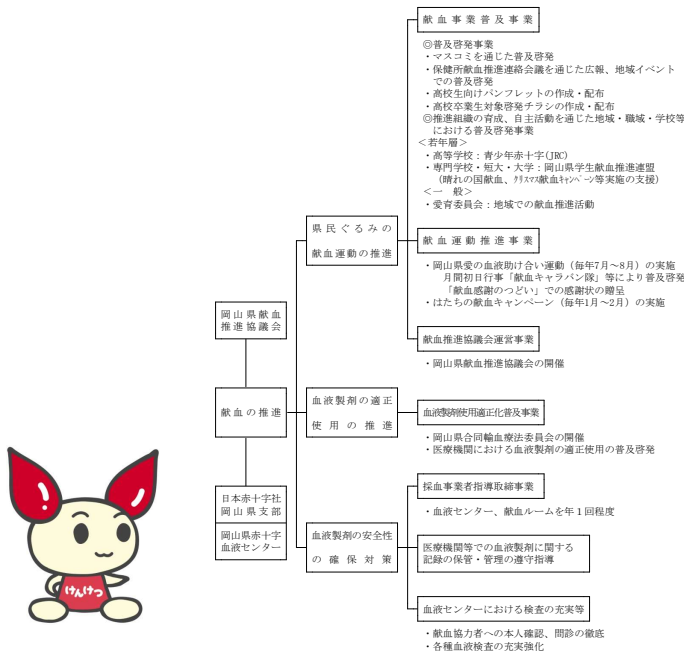 献血事業普及事業
◎普及啓発事業
・マスコミを通じた普及啓発
・保健所献血推進連絡会議を通じた広報、地域イベント
での普及啓発
・高校生向けパンフレットの作成・配布
・高校卒業生対象啓発チラシの作成・配布
◎推進組織の育成、自主活動を通じた地域・職域・学校等
における普及啓発事業
＜若年層＞
・高等学校：青少年赤十字(JRC)
・専門学校・短大・大学：岡山県学生献血推進連盟
（晴れの国献血、クリスマス献血キャンペーン等実施の支援）
＜一　般＞
・愛育委員会：地域での献血推進活動
県民ぐるみの
献血運動の推進
献血運動推進事業
・岡山県愛の血液助け合い運動（毎年7月～8月）の実施
月間初日行事「献血キャラバン隊」等により普及啓発
「献血感謝のつどい」での感謝状の贈呈
・はたちの献血キャンペーン（毎年1月～2月）の実施
岡山県献血
推進協議会
献血推進協議会運営事業
・岡山県献血推進協議会の開催
献血の推進
血液製剤の適正
使用の推進
血液製剤使用適正化普及事業
・岡山県合同輸血療法委員会の開催
・医療機関における血液製剤の適正使用の普及啓発
日本赤十字社
岡山県支部
岡山県赤十字
血液センター
血液製剤の安全性
の確保対策
採血事業者指導取締事業
・血液センター、献血ルームを年１回程度
医療機関等での血液製剤に関する
記録の保管・管理の遵守指導
血液センターにおける検査の充実等
・献血協力者への本人確認、問診の徹底
・各種血液検査の充実強化
けんけつ